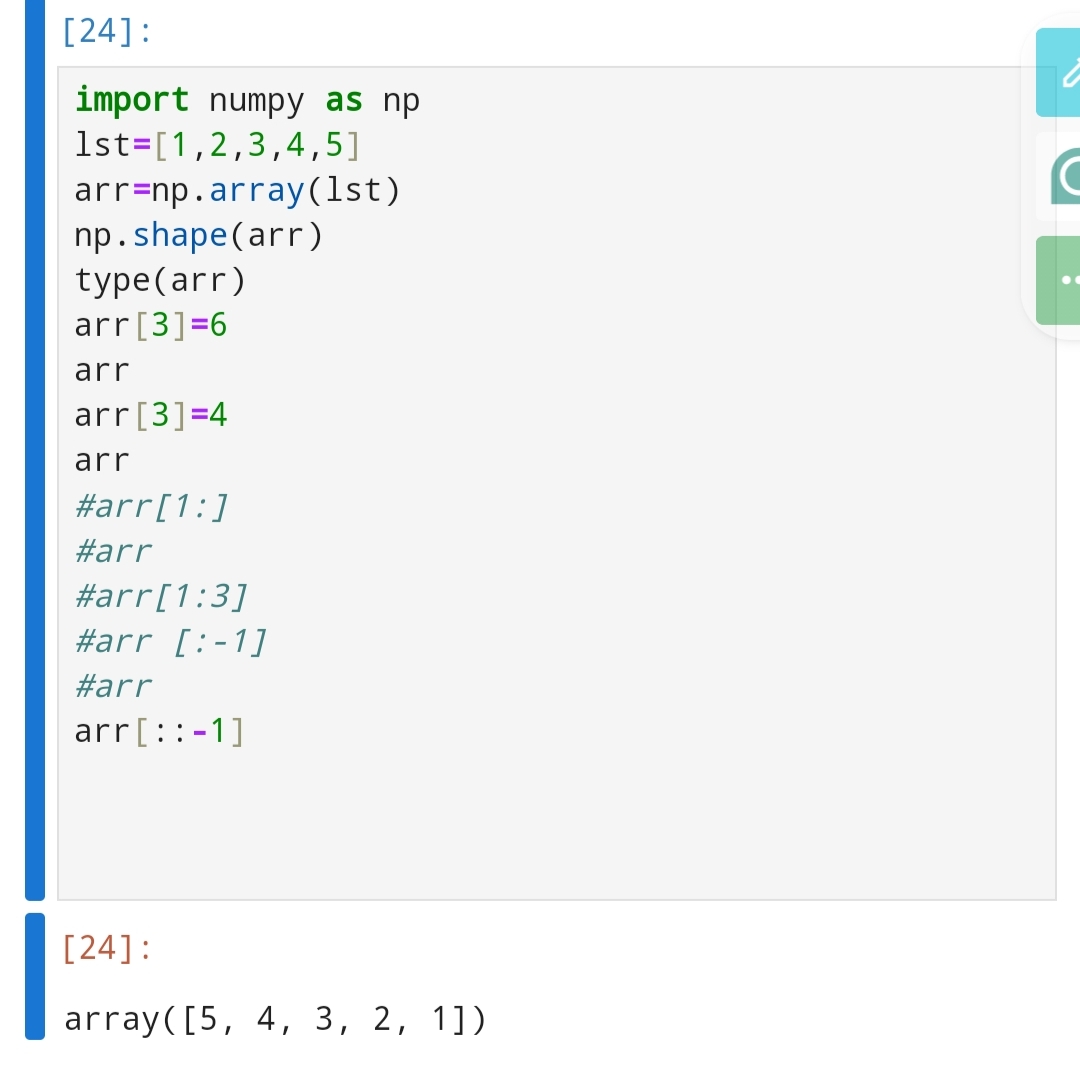 [24]:
import numpy as np
lst=[1,2,3,4,5]
arr=np.array(lst)
np.shape(arr)
type(arr)
arr[3]=6
arr
arr[3]=4
arr
#arr[1:]
#arr
#arr[1:3]
#arr [:-1]
#arr
arr[::-1]
[24]:
array([5, 4, 3, 2, 1])